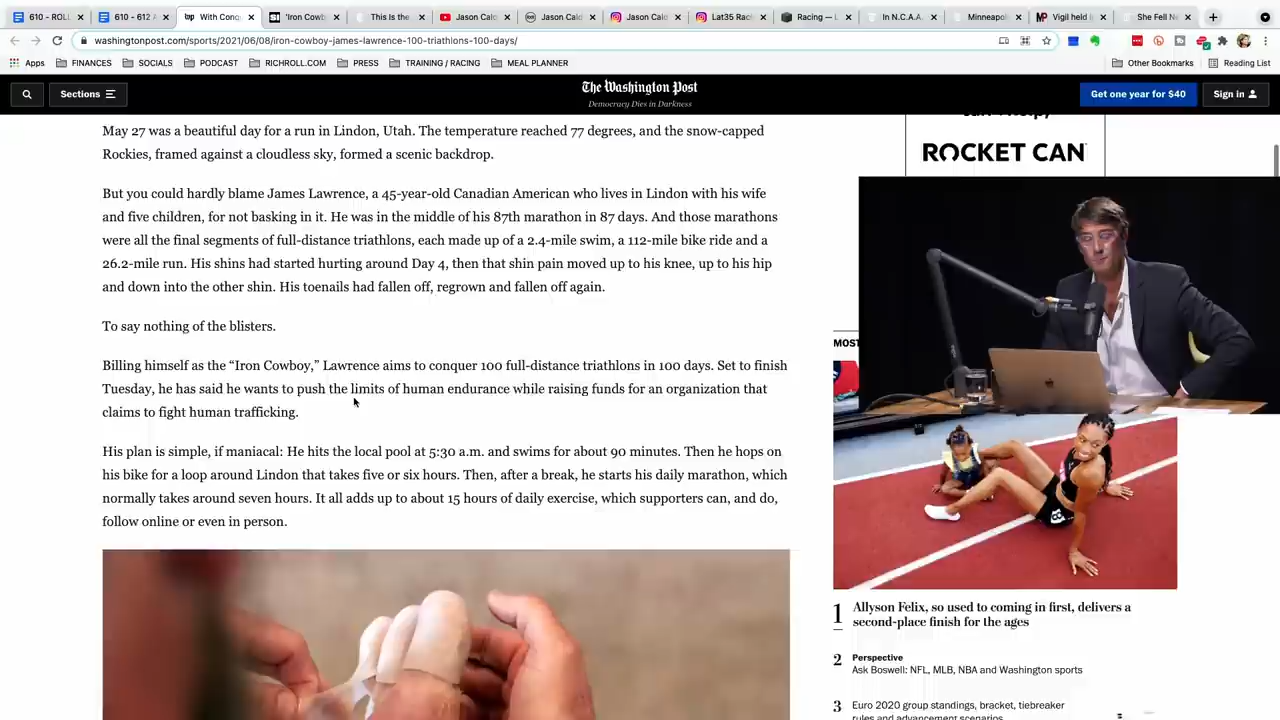 610 - ROLL
610 - 612 A
With Conq
'Iron Cowb
This Is the
Jason Calc
Jason Cald
Jason Calc
Lat35 Rac
Racing — L
In N.C.A.A
Minneapol
Vigil held i
She Fell Ne
washingtonpost.com/sports/2021/06/08/iron-cowboy-james-lawrence-100-triathlons-100-days/
Apps
FINANCES
SOCIALS
PODCAST
RICHROLL.COM
PRESS
TRAINING / RACING
MEAL PLANNER
Other Bookmarks
Reading List
Sections
The Washington Post
Democracy Dies in Darkness
Get one year for $40
Sign in
May 27 was a beautiful day for a run in Lindon, Utah. The temperature reached 77 degrees, and the snow-capped
Rockies, framed against a cloudless sky, formed a scenic backdrop.
But you could hardly blame James Lawrence, a 45-year-old Canadian American who lives in Lindon with his wife
and five children, for not basking in it. He was in the middle of his 87th marathon in 87 days. And those marathons
were all the final segments of full-distance triathlons, each made up of a 2.4-mile swim, a 112-mile bike ride and a
26.2-mile run. His shins had started hurting around Day 4, then that shin pain moved up to his knee, up to his hip
and down into the other shin. His toenails had fallen off, regrown and fallen off again.
To say nothing of the blisters.
Billing himself as the “Iron Cowboy,” Lawrence aims to conquer 100 full-distance triathlons in 100 days. Set to finish
Tuesday, he has said he wants to push the limits of human endurance while raising funds for an organization that
claims to fight human trafficking.
His plan is simple, if maniacal: He hits the local pool at 5:30 a.m. and swims for about 90 minutes. Then he hops on
his bike for a loop around Lindon that takes five or six hours. Then, after a break, he starts his daily marathon, which
normally takes around seven hours. It all adds up to about 15 hours of daily exercise, which supporters can, and do,
follow online or even in person.
ROCKET CAN
MOST
1
Allyson Felix, so used to coming in first, delivers a
second-place finish for the ages
2
Perspective
Ask Boswell: NFL, MLB, NBA and Washington sports
3
Euro 2020 group standings, bracket, tiebreaker
rules and advancement scenarios